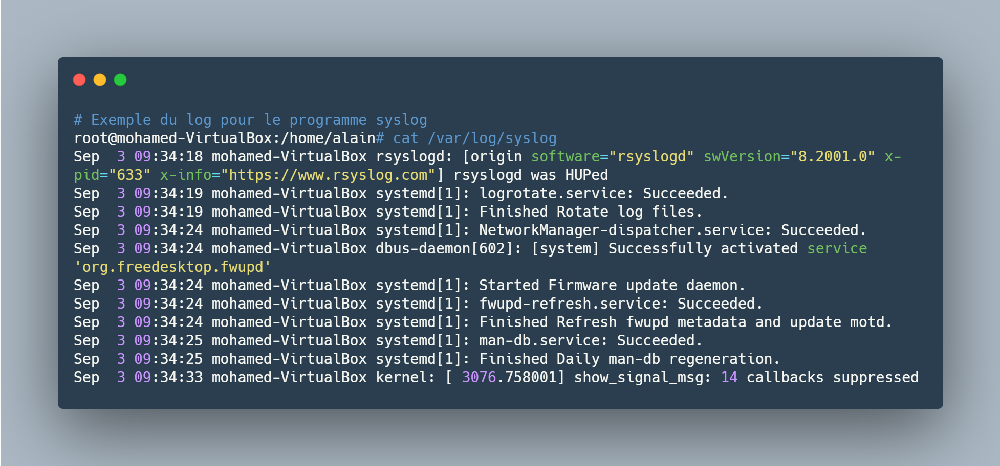 # Exemple du log pour le programme syslog
root@mohamed-VirtualBox:/home/alain# cat /var/log/syslog
Sep  3 09:34:18 mohamed-VirtualBox rsyslogd: [origin software="rsyslogd" swVersion="8.2001.0" x-
pid="633" x-info="https://www.rsyslog.com"] rsyslogd was HUPed
Sep  3 09:34:19 mohamed-VirtualBox systemd[1]: logrotate.service: Succeeded.
Sep  3 09:34:19 mohamed-VirtualBox systemd[1]: Finished Rotate log files.
Sep  3 09:34:24 mohamed-VirtualBox systemd[1]: NetworkManager-dispatcher.service: Succeeded.
Sep  3 09:34:24 mohamed-VirtualBox dbus-daemon[602]: [system] Successfully activated service
'org.freedesktop.fwupd'
Sep  3 09:34:24 mohamed-VirtualBox systemd[1]: Started Firmware update daemon.
Sep  3 09:34:24 mohamed-VirtualBox systemd[1]: fwupd-refresh.service: Succeeded.
Sep  3 09:34:24 mohamed-VirtualBox systemd[1]: Finished Refresh fwupd metadata and update motd.
Sep  3 09:34:25 mohamed-VirtualBox systemd[1]: man-db.service: Succeeded.
Sep  3 09:34:25 mohamed-VirtualBox systemd[1]: Finished Daily man-db regeneration.
Sep  3 09:34:33 mohamed-VirtualBox kernel: [ 3076.758001] show_signal_msg: 14 callbacks suppressed